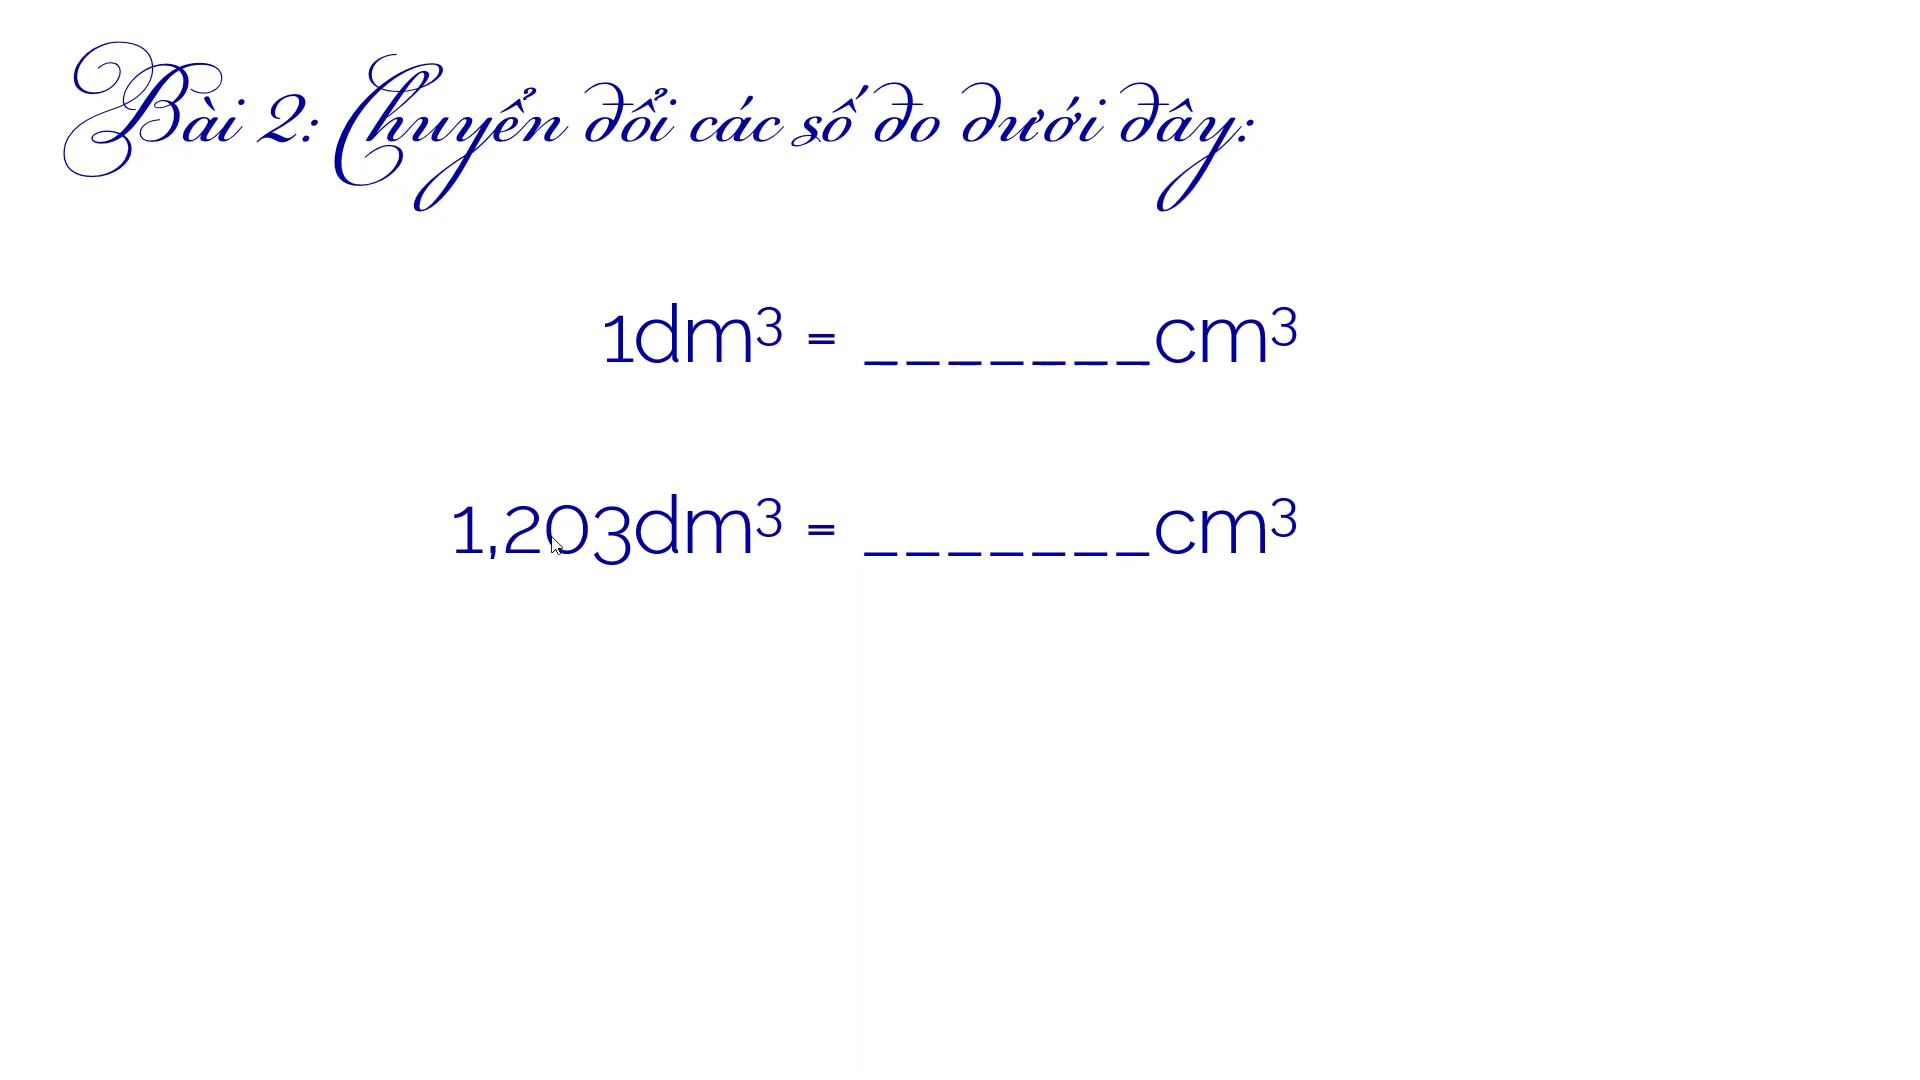 Bài 2: Chuyển đổi các số đo dưới đây:
1dm³ = _______cm³
1,203dm³ = _______cm³